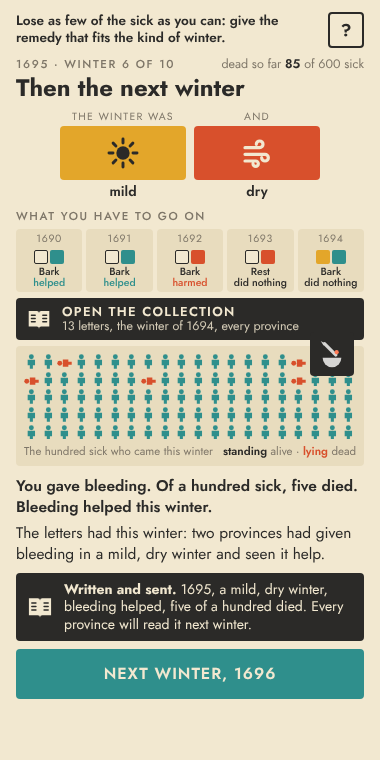 Lose as few of the sick as you can: give the
remedy that fits the kind of winter.
?
1695 · WINTER 6 OF 10
dead so far 85 of 600 sick
Then the next winter
THE WINTER WAS
AND
mild
dry
WHAT YOU HAVE TO GO ON
1690
1691
1692
1693
1694
Bark
helped
Bark
helped
Bark
harmed
Rest
did nothing
Bark
did nothing
OPEN THE COLLECTION
13 letters, the winter of 1694, every province
The hundred sick who came this winter
standing alive · lying dead
You gave bleeding. Of a hundred sick, five died.
Bleeding helped this winter.
The letters had this winter: two provinces had given
bleeding in a mild, dry winter and seen it help.
Written and sent. 1695, a mild, dry winter,
bleeding helped, five of a hundred died. Every
province will read it next winter.
NEXT WINTER, 1696